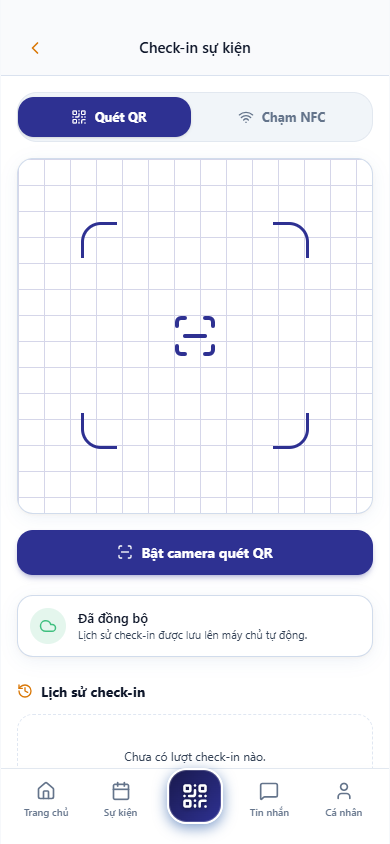 Check-in sự kiện
Quét QR
Chạm NFC
Bật camera quét QR
Đã đồng bộ
Lịch sử check-in được lưu lên máy chủ tự động.
Lịch sử check-in
Chưa có lượt check-in nào.
Trang chủ
Sự kiện
Tin nhắn
Cá nhân